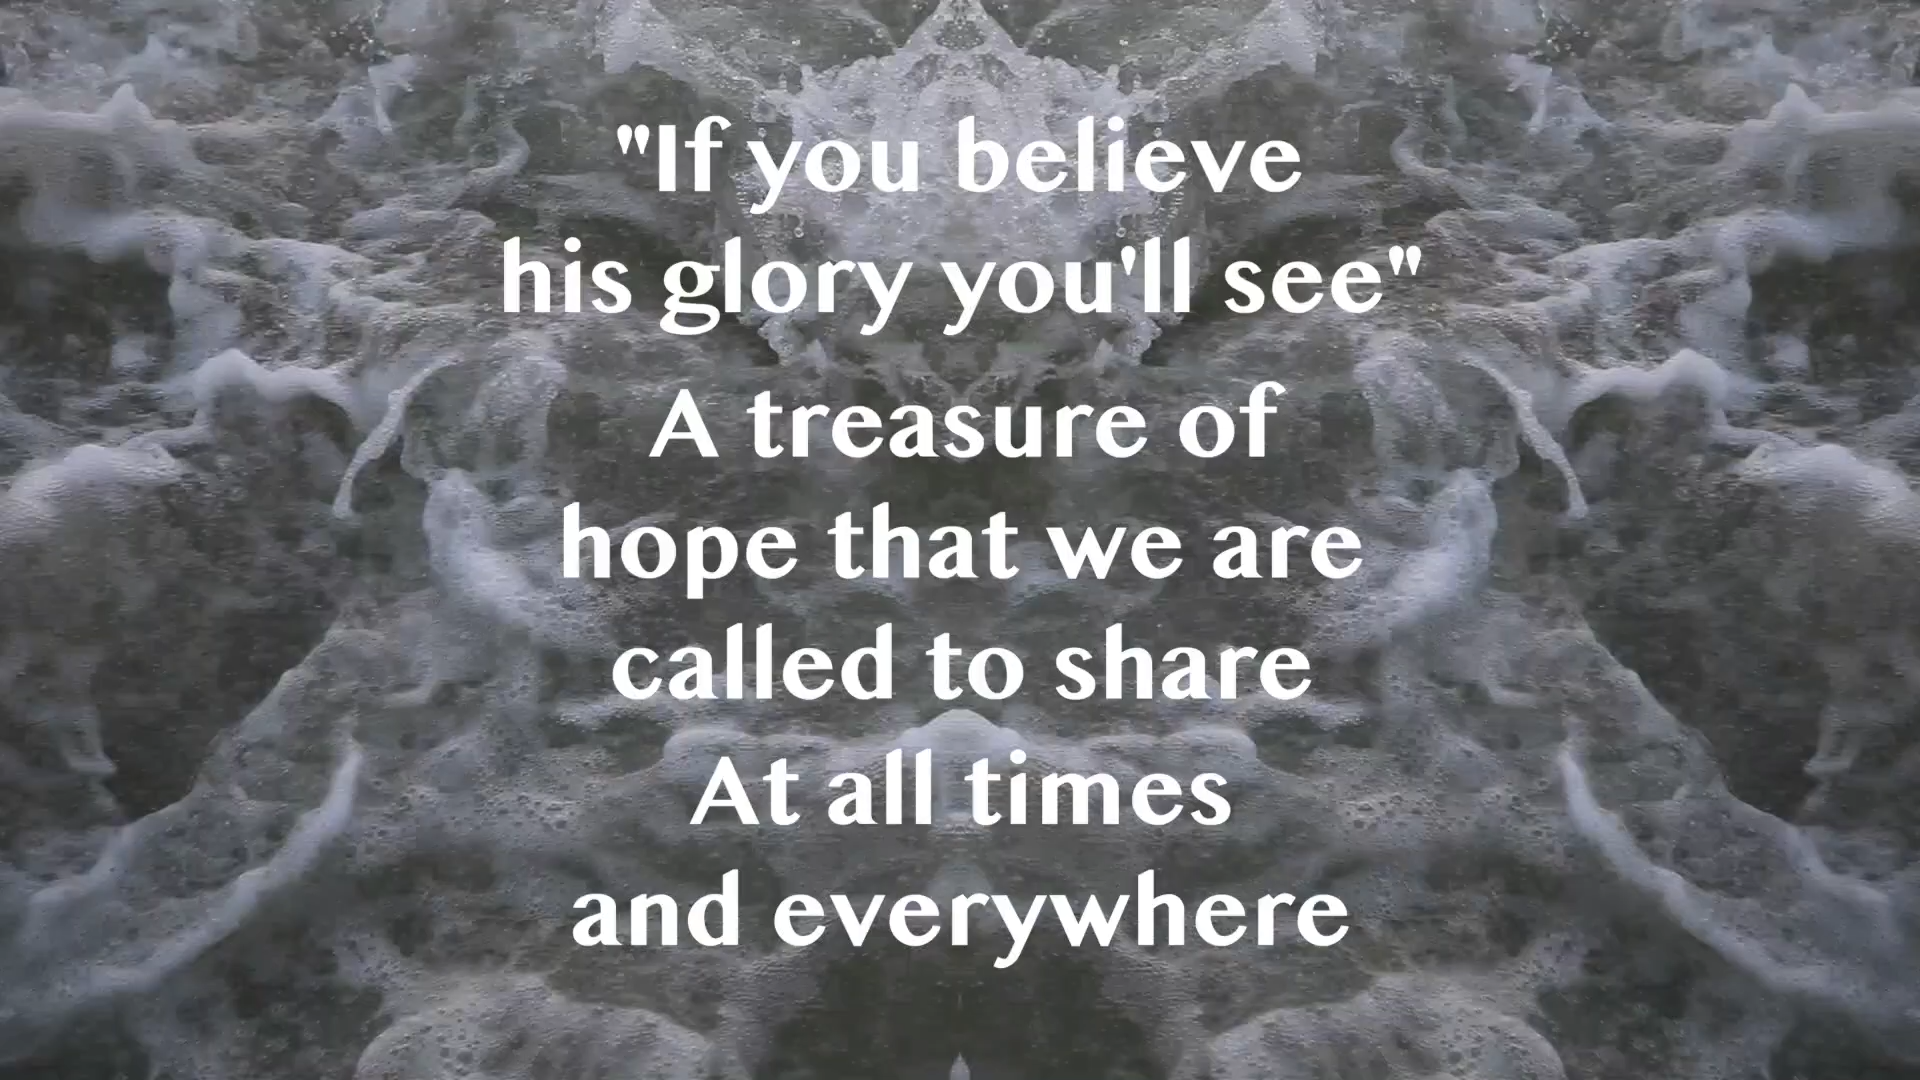 "If you believe
his glory you'll see"
A treasure of
hope that we are
called to share
At all times
and everywhere